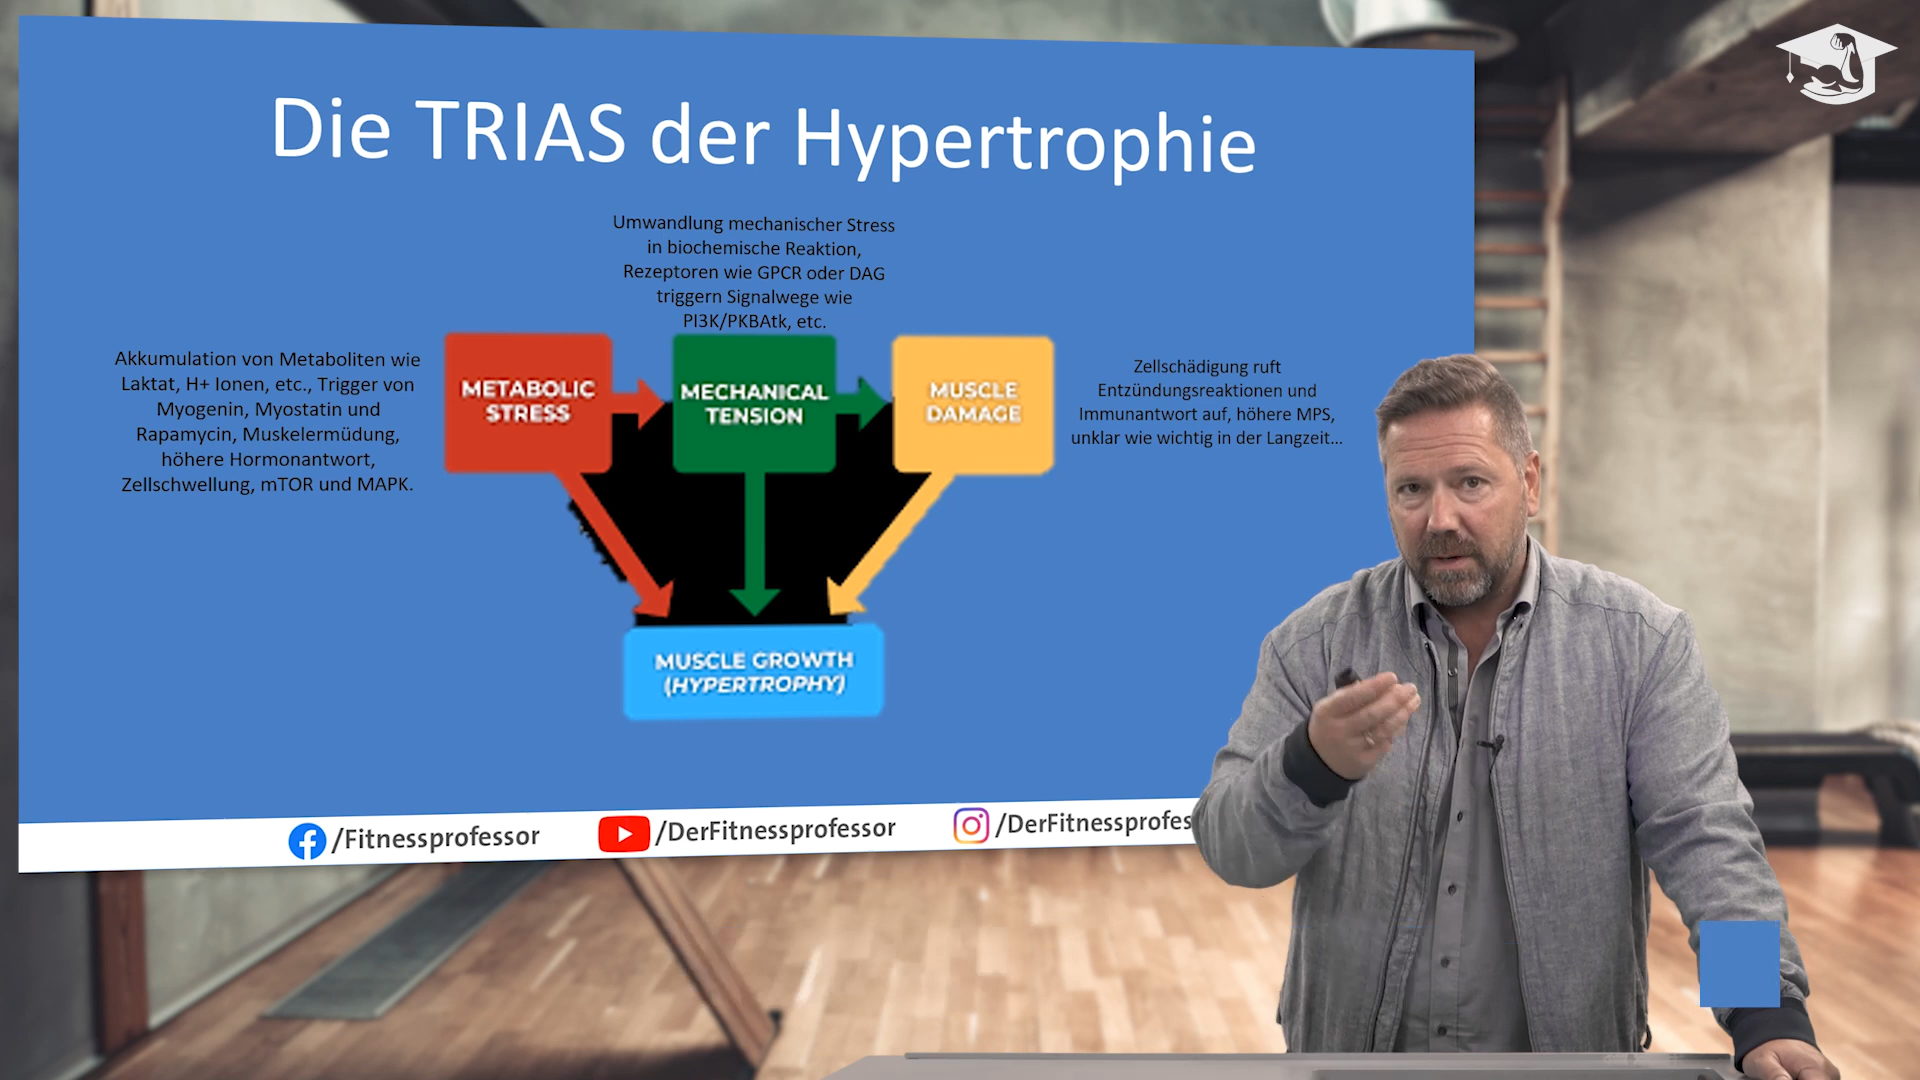 Die TRIAS der Hypertrophie
Umwandlung mechanischer Stress
in biochemische Reaktion,
Rezeptoren wie GPCR oder DAG
triggern Signalwege wie
PI3K/PKBAtk, etc.
Akkumulation von Metaboliten wie
Laktat, H+ Ionen, etc., Trigger von
Myogenin, Myostatin und
Rapamycin, Muskelermüdung,
höhere Hormonantwort,
Zellschwellung, mTOR und MAPK.
METABOLIC
STRESS
MECHANICAL
TENSION
MUSCLE
DAMAGE
Zellschädigung ruft
Entzündungsreaktionen und
Immunantwort auf, höhere MPS,
unklar wie wichtig in der Langzeit...
MUSCLE GROWTH
(HYPERTROPHY)
/Fitnessprofessor
/DerFitnessprofessor
/DerFitnessprofes